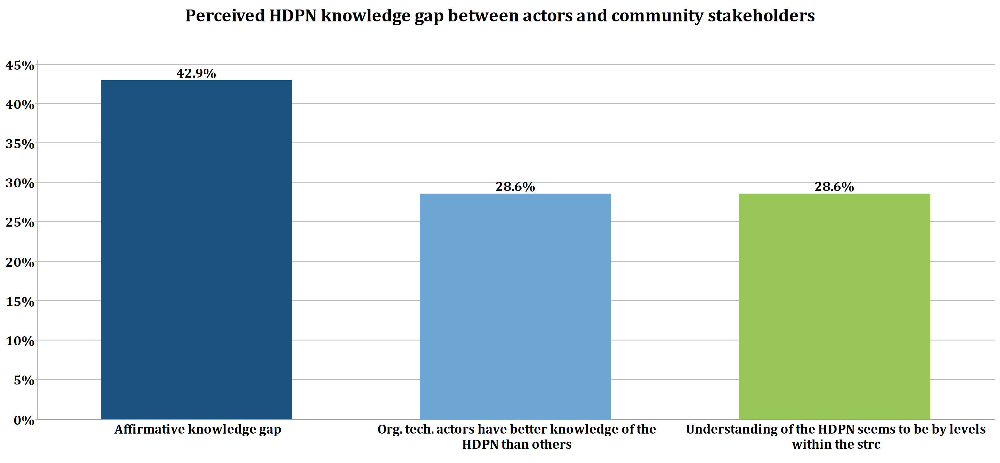 Perceived HDPN knowledge gap between actors and community stakeholders
45%
40%
35%
30%
25%
20%
15%
10%
5%
0%
42.9%
28.6%
28.6%
Affirmative knowledge gap
Org. tech. actors have better knowledge of the
HDPN than others
Understanding of the HDPN seems to be by levels
within the strc